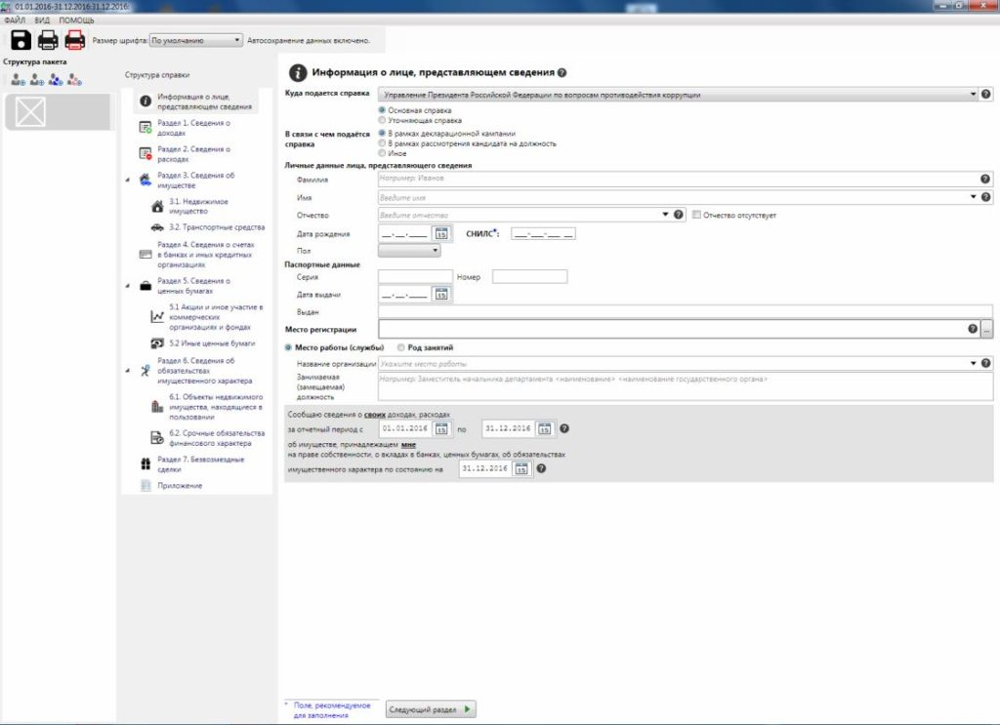 01.01.2016-31.12.2016:31.12.2016:
ФАЙЛ ВИД ПОМОЩЬ
Размер шрифта: По умолчанию Автосохранение данных включено.
Структура пакета
Структура справки
Информация о лице,
представляющем сведения
Раздел 1. Сведения о
доходах
Раздел 2. Сведения о
расходах
Раздел 3. Сведения об
имуществе
3.1. Недвижимое
имущество
3.2. Транспортные средства
Раздел 4. Сведения о счетах
в банках и иных кредитных
организациях
Раздел 5. Сведения о
ценных бумагах
5.1 Акции и иное участие в
коммерческих
организациях и фондах
5.2 Иные ценные бумаги
Раздел 6. Сведения об
обязательствах
имущественного характера
6.1. Объекты недвижимого
имущества, находящиеся в
пользовании
6.2. Срочные обязательства
финансового характера
Раздел 7. Безвозмездные
сделки
Приложение
Информация о лице, представляющем сведения ?
Куда подается справка Управление Президента Российской Федерации по вопросам противодействия коррупции ?
Основная справка
Уточняющая справка
В связи с чем подаётся
справка
В рамках декларационной кампании
В рамках рассмотрения кандидата на должность
Иное
Личные данные лица, представляющего сведения
Фамилия Например: Иванов ?
Имя Введите имя ?
Отчество Введите отчество ? Отчество отсутствует
Дата рождения __.__.____ 15 СНИЛС*: ___-___-___ __
Пол
Паспортные данные
Серия Номер
Дата выдачи __.__.____ 15
Выдан
Место регистрации ? ...
Место работы (службы) Род занятий
Название организации Укажите место работы ?
Занимаемая
(замещаемая)
должность
Например: Заместитель начальника департамента <наименование> <наименование государственного органа>
Сообщаю сведения о своих доходах, расходах
за отчетный период с 01.01.2016 15 по 31.12.2016 15 ?
об имуществе, принадлежащем мне
на праве собственности, о вкладах в банках, ценных бумагах, об обязательствах
имущественного характера по состоянию на 31.12.2016 15 ?
* Поле, рекомендуемое
для заполнения
Следующий раздел